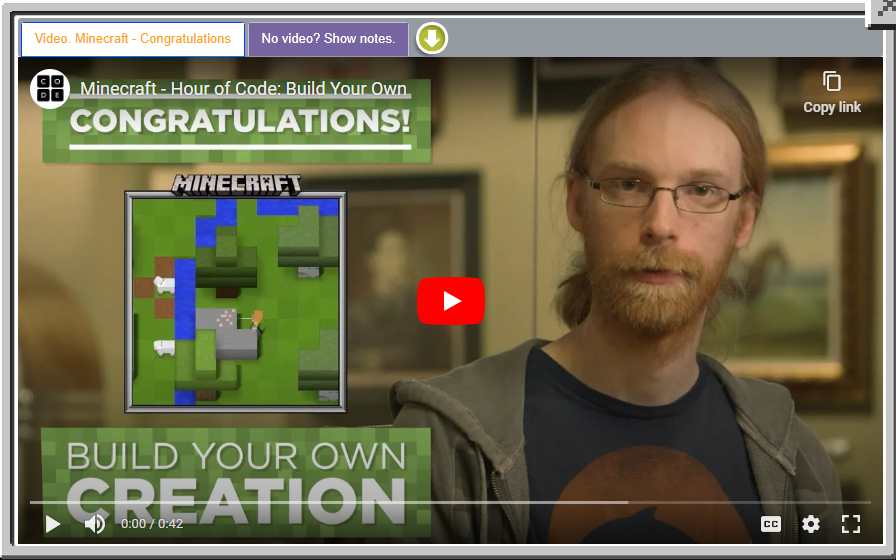 Video. Minecraft - Congratulations
No video? Show notes.
CODE
Minecraft - Hour of Code: Build Your Own
Copy link
CONGRATULATIONS!
MINECRAFT
BUILD YOUR OWN
CREATION
0:00 / 0:42
CC